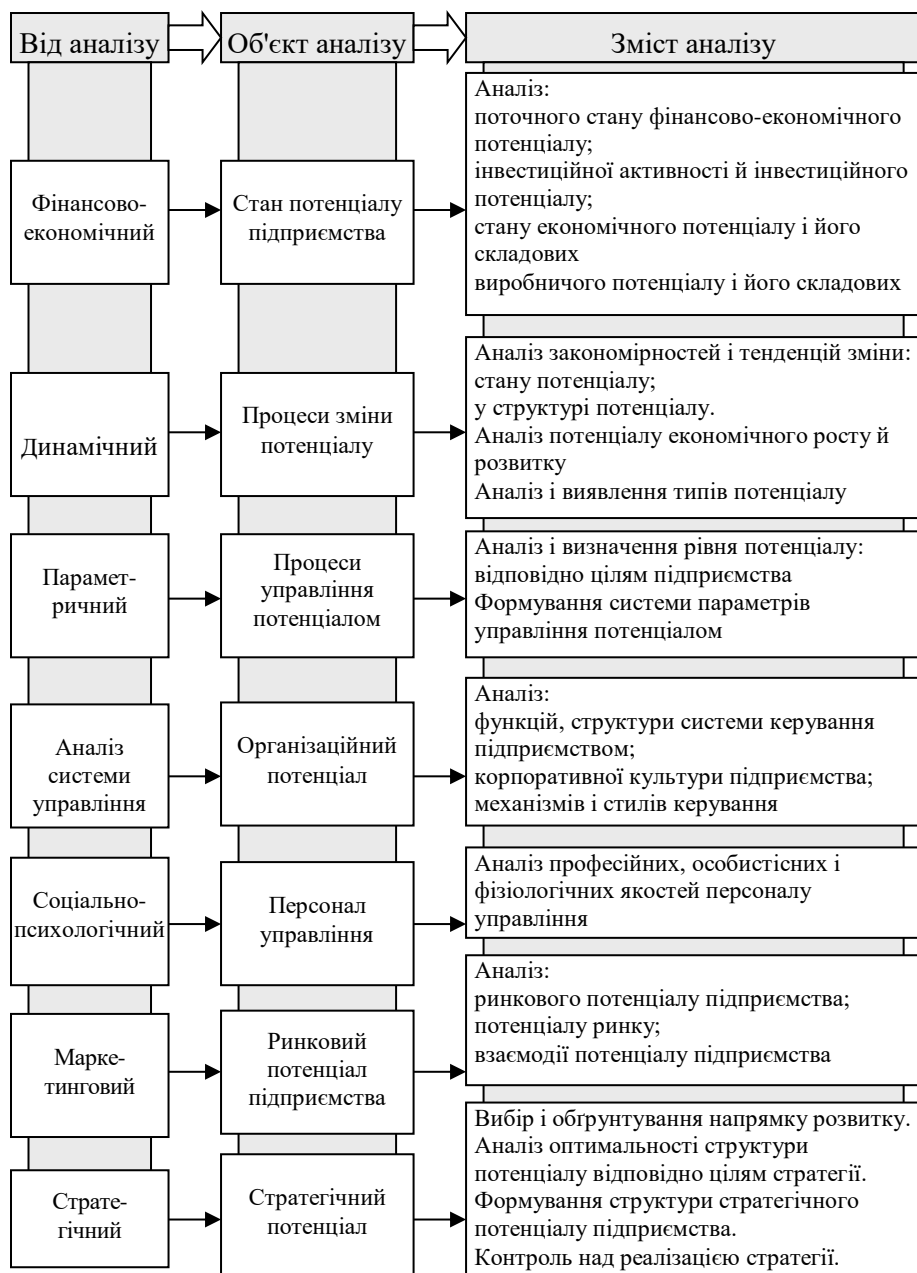 Від аналізу
Об'єкт аналізу
Зміст аналізу
Фінансово-
економічний
Стан потенціалу
підприємства
Аналіз:
поточного стану фінансово-економічного
потенціалу;
інвестиційної активності й інвестиційного
потенціалу;
стану економічного потенціалу і його
складових
виробничого потенціалу і його складових
Динамічний
Процеси зміни
потенціалу
Аналіз закономірностей і тенденцій зміни:
стану потенціалу;
у структурі потенціалу.
Аналіз потенціалу економічного росту й
розвитку
Аналіз і виявлення типів потенціалу
Парамет-
ричний
Процеси
управління
потенціалом
Аналіз і визначення рівня потенціалу:
відповідно цілям підприємства
Формування системи параметрів
управління потенціалом
Аналіз
системи
управління
Організаційний
потенціал
Аналіз:
функцій, структури системи керування
підприємством;
корпоративної культури підприємства;
механізмів і стилів керування
Соціально-
психологічний
Персонал
управління
Аналіз професійних, особистісних і
фізіологічних якостей персоналу
управління
Марке-
тинговий
Ринковий
потенціал
підприємства
Аналіз:
ринкового потенціалу підприємства;
потенціалу ринку;
взаємодії потенціалу підприємства
Страте-
гічний
Стратегічний
потенціал
Вибір і обґрунтування напрямку розвитку.
Аналіз оптимальності структури
потенціалу відповідно цілям стратегії.
Формування структури стратегічного
потенціалу підприємства.
Контроль над реалізацією стратегії.